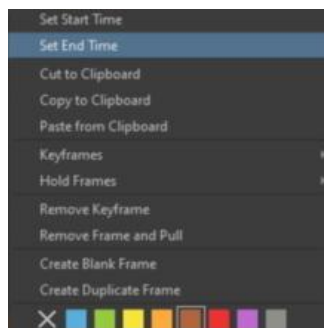 Set Start Time
Set End Time
Cut to Clipboard
Copy to Clipboard
Paste from Clipboard
Keyframes
Hold Frames
Remove Keyframe
Remove Frame and Pull
Create Blank Frame
Create Duplicate Frame